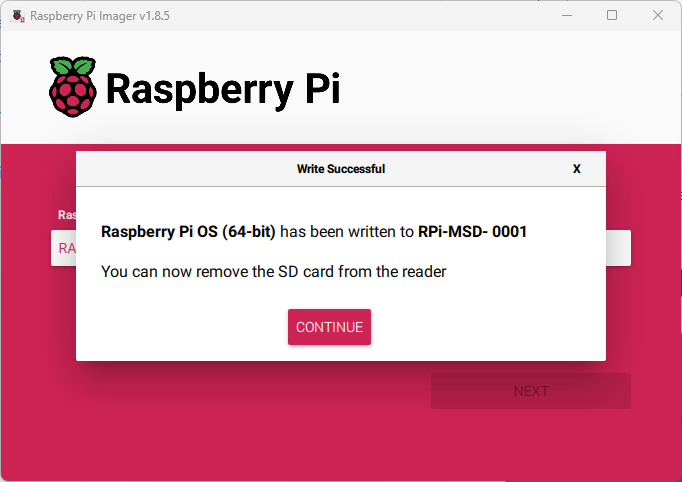 Raspberry Pi Imager v1.8.5
Raspberry Pi
Write Successful X
Ras
RA
Raspberry Pi OS (64-bit) has been written to RPi-MSD- 0001
You can now remove the SD card from the reader
CONTINUE
NEXT